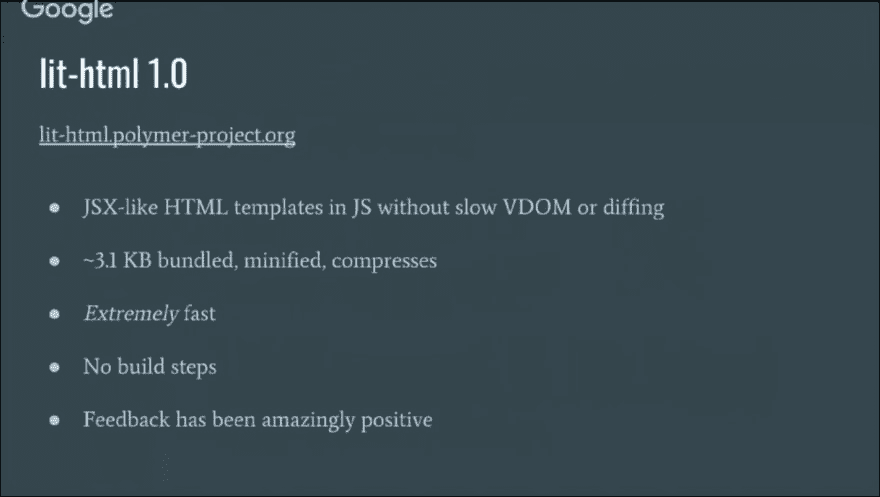 Google
lit-html 1.0
lit-html.polymer-project.org
JSX-like HTML templates in JS without slow VDOM or diffing
~3.1 KB bundled, minified, compresses
Extremely fast
No build steps
Feedback has been amazingly positive